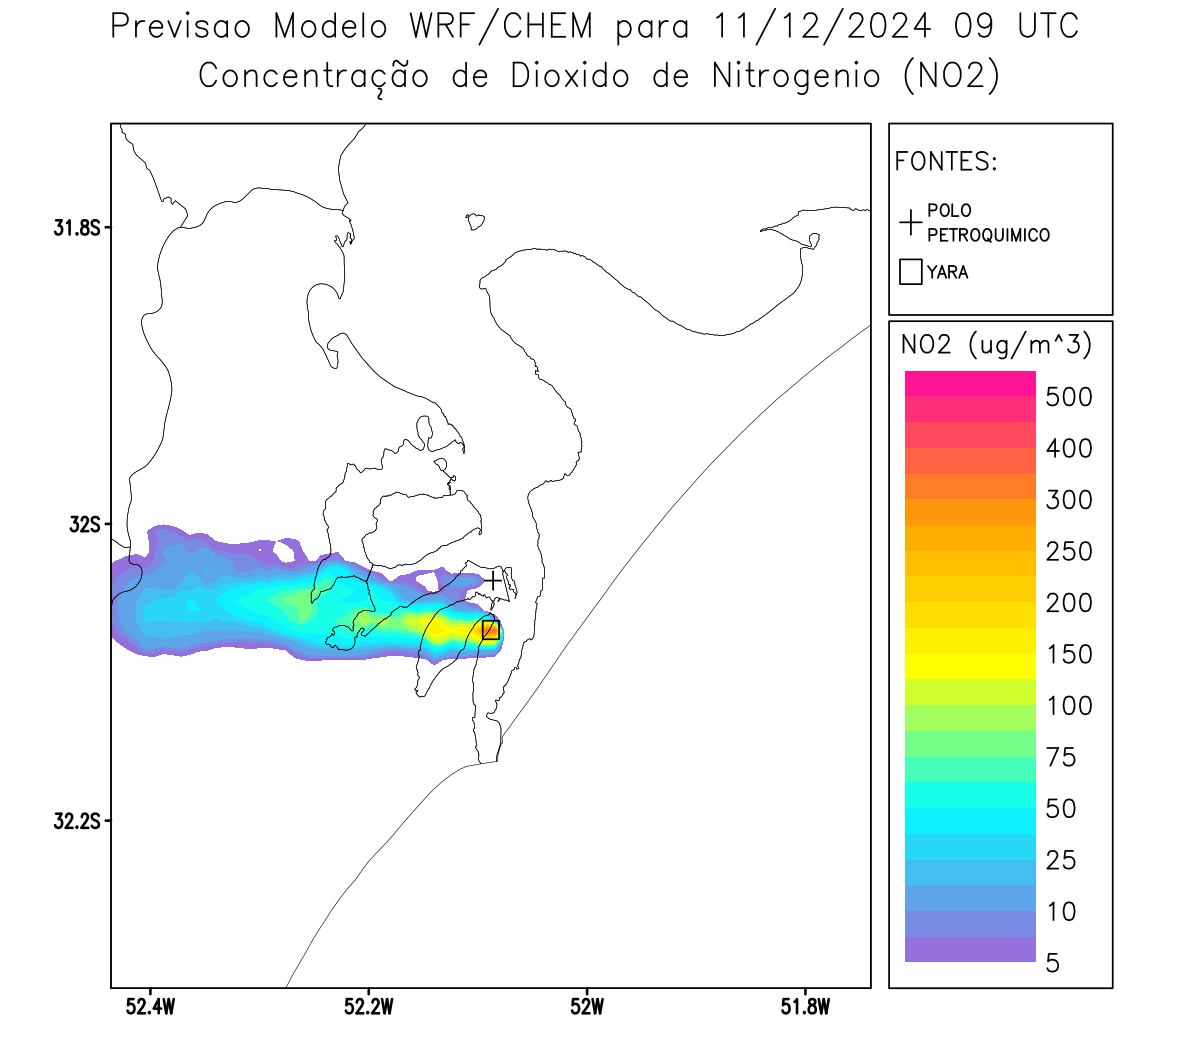 Previsao Modelo WRF/CHEM para 11/12/2024 09 UTC
Concentração de Dioxido de Nitrogenio (NO2)
FONTES:
POLO
PETROQUIMICO
YARA
31.8S
32S
32.2S
52.4W
52.2W
52W
51.8W
NO2 (ug/m^3)
500
400
300
250
200
150
100
75
50
25
10
5